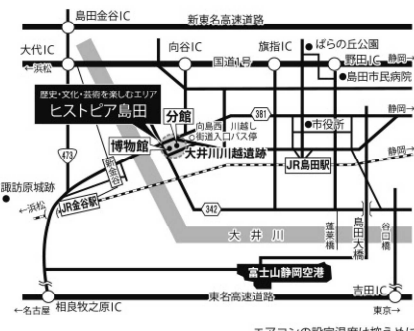 島田金谷IC
新東名高速道路
大代IC
向谷IC
旗指IC
●ばらの丘公園
野田IC
静岡→
←浜松
国道1号
●島田市民病院
歴史・文化・芸術を楽しむエリア
ヒストピア島田
分館
381
向島西、川越し
街道入口バス停
●市役所
静岡→
博物館
大井川川越遺跡
473
新金谷
JR島田駅
静岡→
諏訪原城跡
●
←浜松
JR金谷駅
342
大井川
蓬莱橋
島田大橋
谷口橋
富士山静岡空港
相良牧之原IC
東名高速道路
吉田IC
←名古屋
東京→